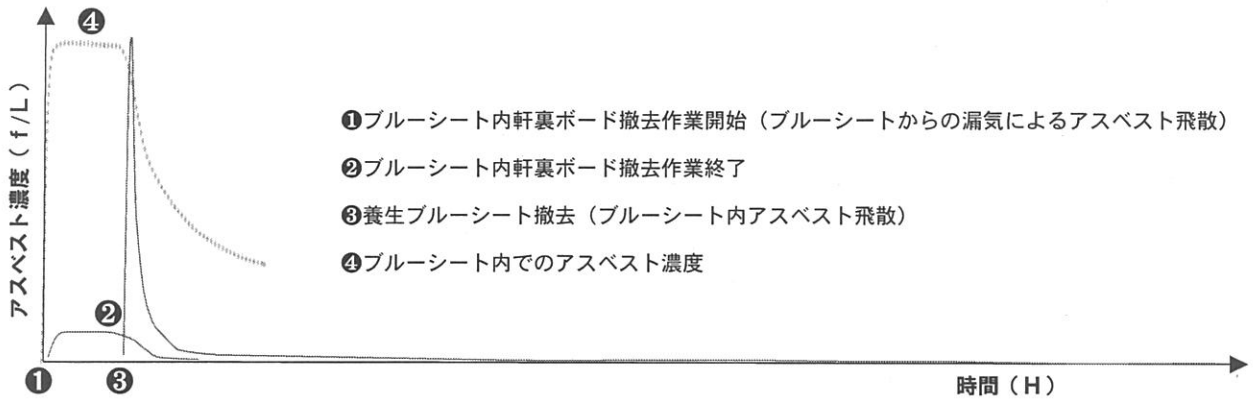 ❹
アスベスト濃度(f/L)
❶ブルーシート内軒裏ボード撤去作業開始（ブルーシートからの漏気によるアスベスト飛散）
❷ブルーシート内軒裏ボード撤去作業終了
❸養生ブルーシート撤去（ブルーシート内アスベスト飛散）
❹ブルーシート内でのアスベスト濃度
❷
❶
❸
時間(H)